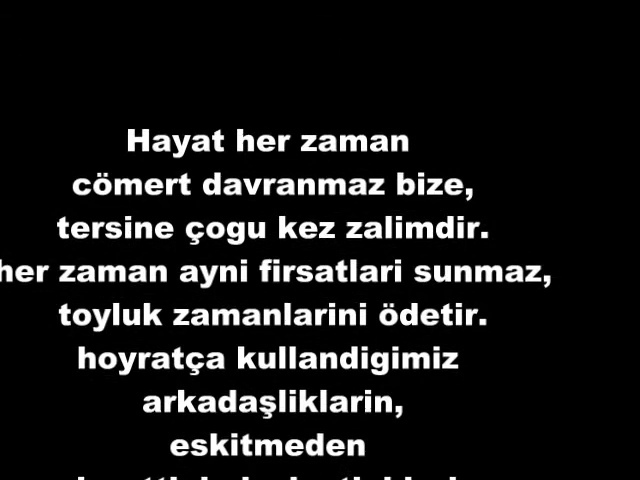 Hayat her zaman
cömert davranmaz bize,
tersine çogu kez zalimdir.
her zaman ayni firsatlari sunmaz,
toyluk zamanlarini ödetir.
hoyratça kullandigimiz
arkadaşliklarin,
eskitmeden